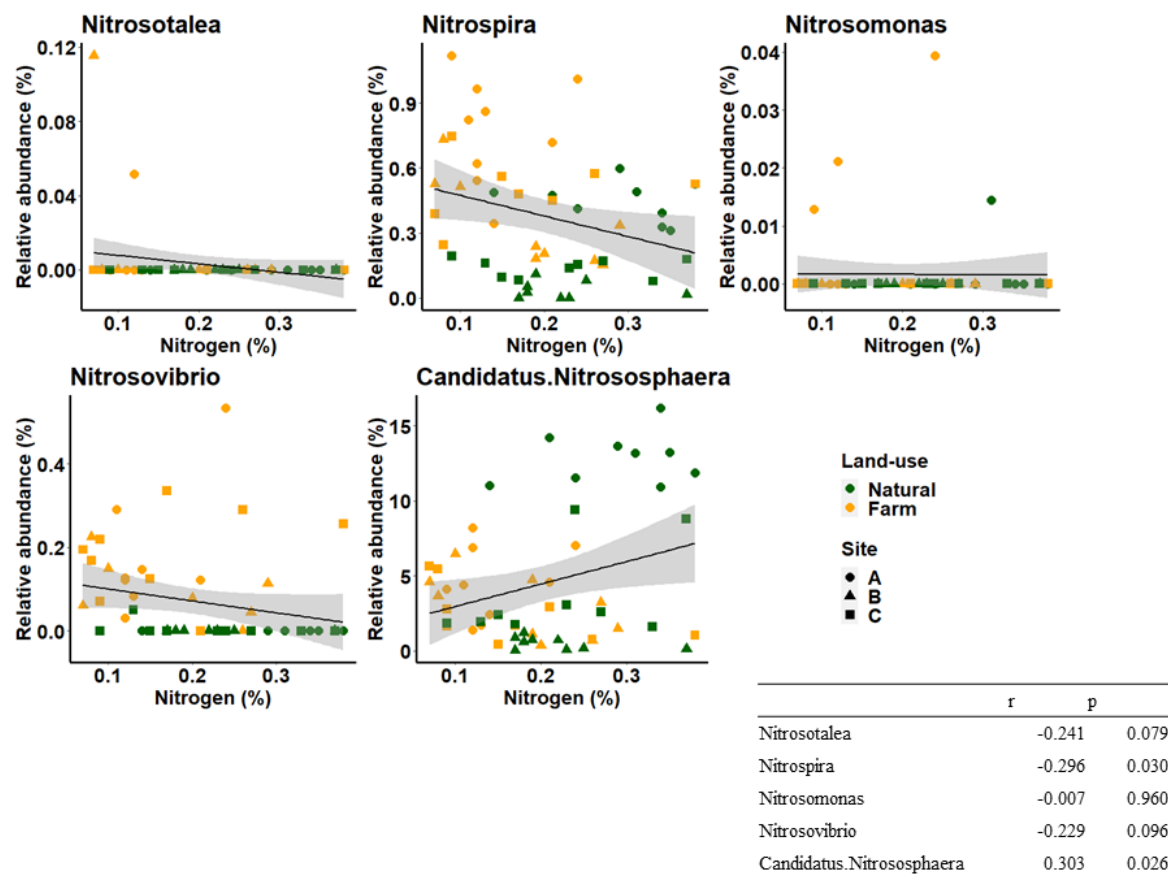 Nitrosotalea
Relative abundance (%)
0.12
0.08
0.04
0.00
0.1 0.2 0.3
Nitrogen (%)
Nitrospira
Relative abundance (%)
0.9
0.6
0.3
0.0
0.1 0.2 0.3
Nitrogen (%)
Nitrosomonas
Relative abundance (%)
0.04
0.03
0.02
0.01
0.00
0.1 0.2 0.3
Nitrogen (%)
Nitrosovibrio
Relative abundance (%)
0.4
0.2
0.0
0.1 0.2 0.3
Nitrogen (%)
Candidatus.Nitrososphaera
Relative abundance (%)
15
10
5
0
0.1 0.2 0.3
Nitrogen (%)
Land-use
Natural
Farm
Site
A
B
C
r p
Nitrosotalea -0.241 0.079
Nitrospira -0.296 0.030
Nitrosomonas -0.007 0.960
Nitrosovibrio -0.229 0.096
Candidatus.Nitrososphaera 0.303 0.026